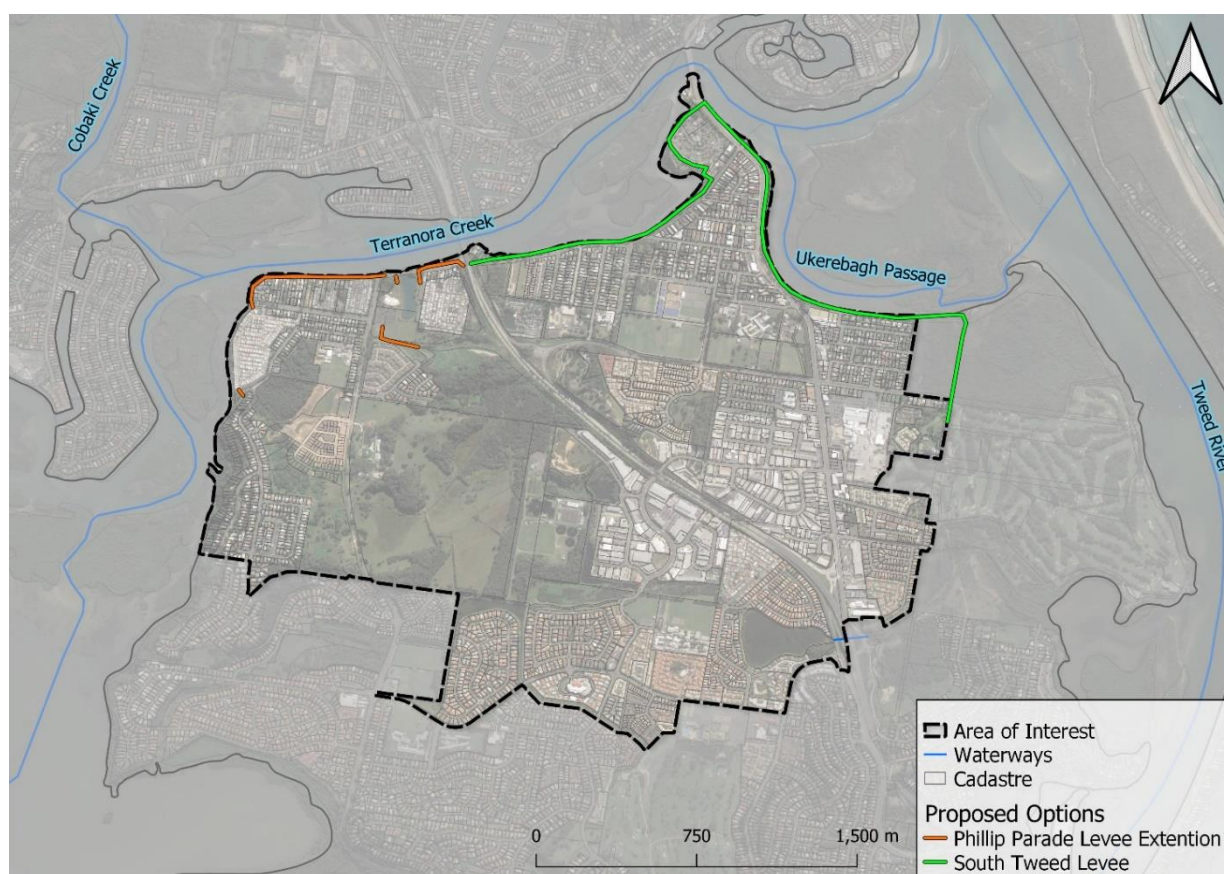 Cobaki Creek
Terranora Creek
Ukerebagh Passage
Tweed River
Area of Interest
Waterways
Cadastre
Proposed Options
Phillip Parade Levee Extention
South Tweed Levee
0 750 1,500 m